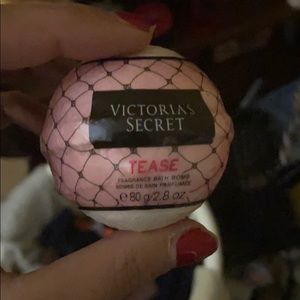 VICTORIA'S
SECRET
TEASE
FRAGRANCE BATH BOMB
BOMBE DE BAIN PARFUMÉE
℮ 80 g/2.8 oz